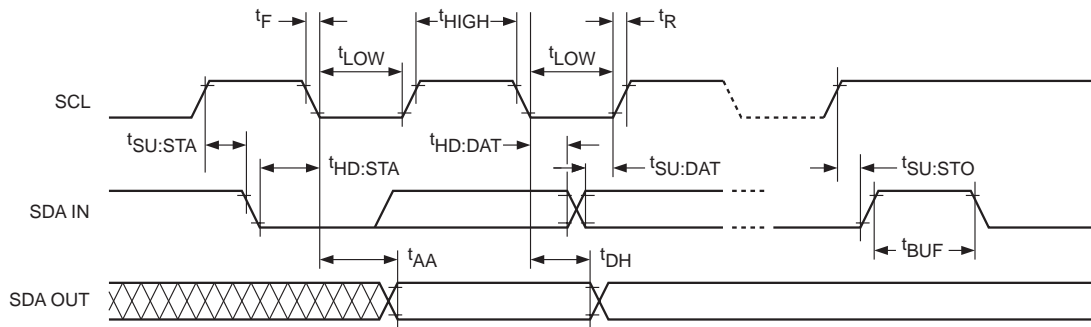 tF
tHIGH
tR
tLOW
tLOW
SCL
tSU:STA
tHD:DAT
tHD:STA
tSU:DAT
tSU:STO
SDA IN
tBUF
tAA
tDH
SDA OUT